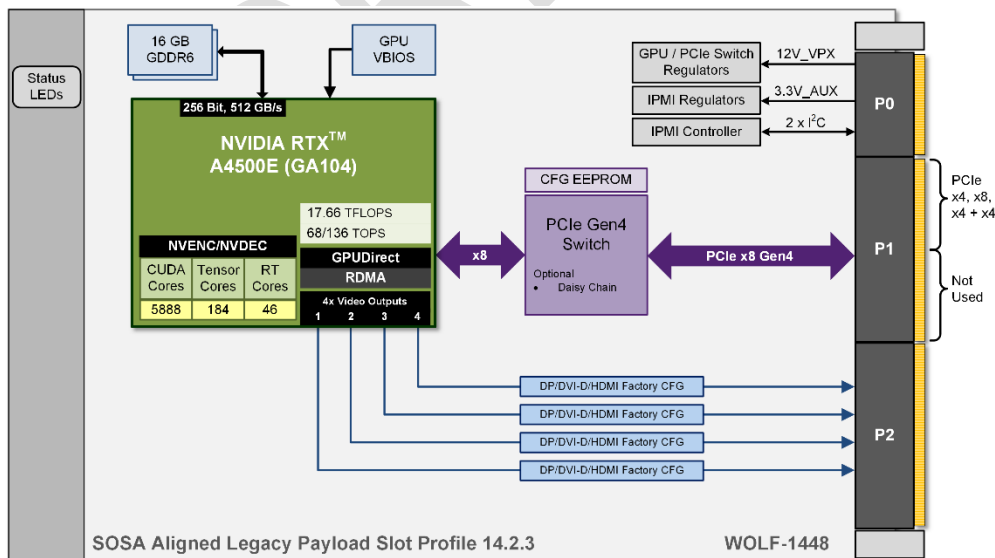 16 GB
GDDR6
GPU
VBIOS
Status
LEDs
GPU / PCIe Switch
Regulators
12V_VPX
IPMI Regulators
3.3V_AUX
IPMI Controller
2 x I²C
P0
256 Bit, 512 GB/s
NVIDIA RTX™
A4500E (GA104)
17.66 TFLOPS
68/136 TOPS
NVENC/NVDEC
GPUDirect
RDMA
CUDA
Cores
Tensor
Cores
RT
Cores
5888
184
46
4x Video Outputs
1 2 3 4
x8
CFG EEPROM
PCIe Gen4
Switch
Optional
• Daisy Chain
PCIe x8 Gen4
P1
PCIe
x4, x8,
x4 + x4
Not
Used
DP/DVI-D/HDMI Factory CFG
DP/DVI-D/HDMI Factory CFG
DP/DVI-D/HDMI Factory CFG
DP/DVI-D/HDMI Factory CFG
P2
SOSA Aligned Legacy Payload Slot Profile 14.2.3
WOLF-1448